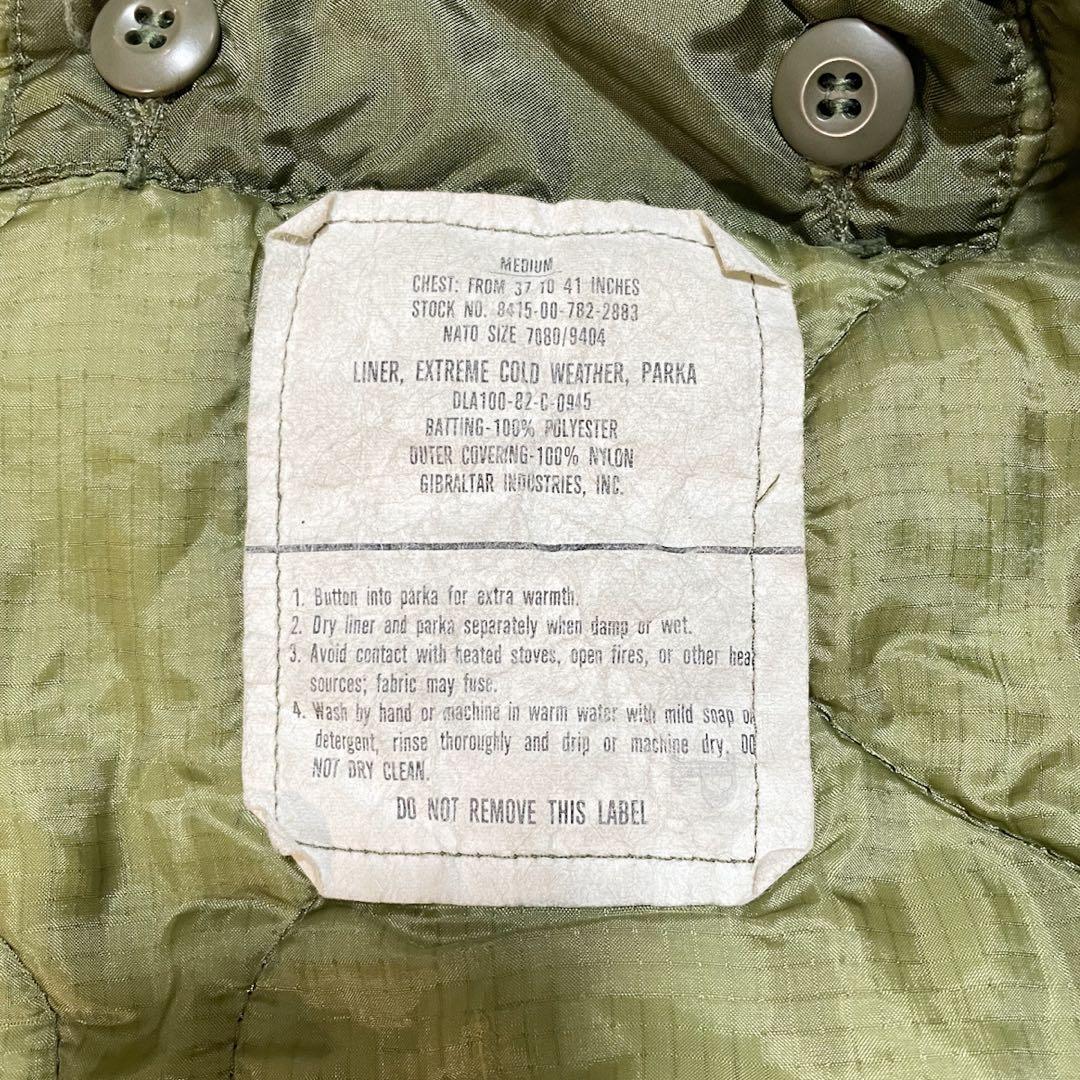 MEDIUM
CHEST: FROM 37 TO 41 INCHES
STOCK NO. 8415-00-782-2883
NATO SIZE 7080/9404
LINER, EXTREME COLD WEATHER, PARKA
DLA100-82-C-0945
BATTING-100% POLYESTER
OUTER COVERING-100% NYLON
GIBRALTAR INDUSTRIES, INC.
1. Button into parka for extra warmth.
2. Dry liner and parka separately when damp or wet.
3. Avoid contact with heated stoves, open fires, or other heat
sources; fabric may fuse.
4. Wash by hand or machine in warm water with mild soap or
detergent, rinse thoroughly and drip or machine dry. DO
NOT DRY CLEAN.
DO NOT REMOVE THIS LABEL